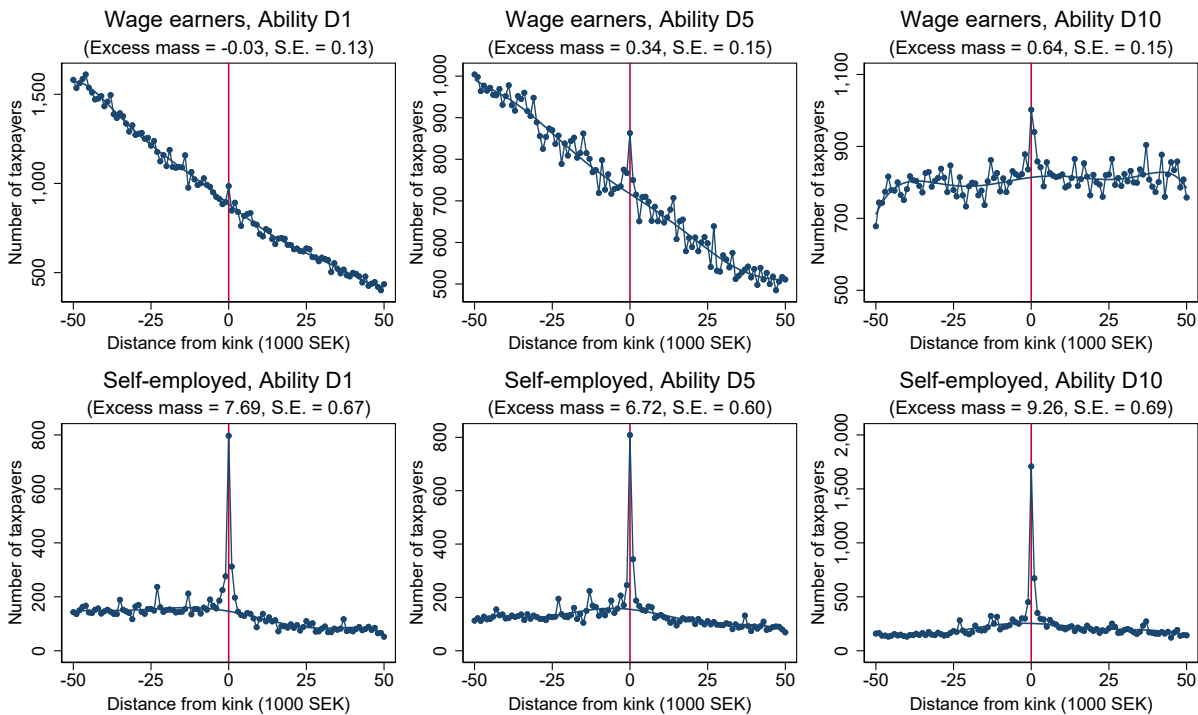 Wage earners, Ability D1
(Excess mass = -0.03, S.E. = 0.13)
Number of taxpayers
1,500
1,000
500
-50 -25 0 25 50
Distance from kink (1000 SEK)
Wage earners, Ability D5
(Excess mass = 0.34, S.E. = 0.15)
Number of taxpayers
1,000
900
800
700
600
500
-50 -25 0 25 50
Distance from kink (1000 SEK)
Wage earners, Ability D10
(Excess mass = 0.64, S.E. = 0.15)
Number of taxpayers
1,100
900
700
500
-50 -25 0 25 50
Distance from kink (1000 SEK)
Self-employed, Ability D1
(Excess mass = 7.69, S.E. = 0.67)
Number of taxpayers
800
600
400
200
0
-50 -25 0 25 50
Distance from kink (1000 SEK)
Self-employed, Ability D5
(Excess mass = 6.72, S.E. = 0.60)
Number of taxpayers
800
600
400
200
0
-50 -25 0 25 50
Distance from kink (1000 SEK)
Self-employed, Ability D10
(Excess mass = 9.26, S.E. = 0.69)
Number of taxpayers
2,000
1,500
1,000
500
0
-50 -25 0 25 50
Distance from kink (1000 SEK)